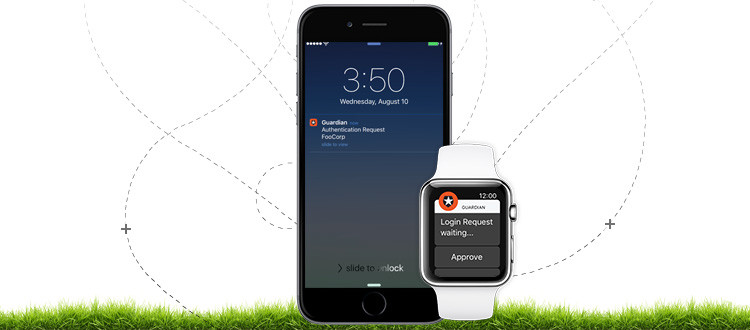 3:50
Wednesday, August 10
Guardian now
Authentication Request
FooCorp
slide to view
> slide to unlock
12:00
GUARDIAN
Login Request
waiting...
Approve